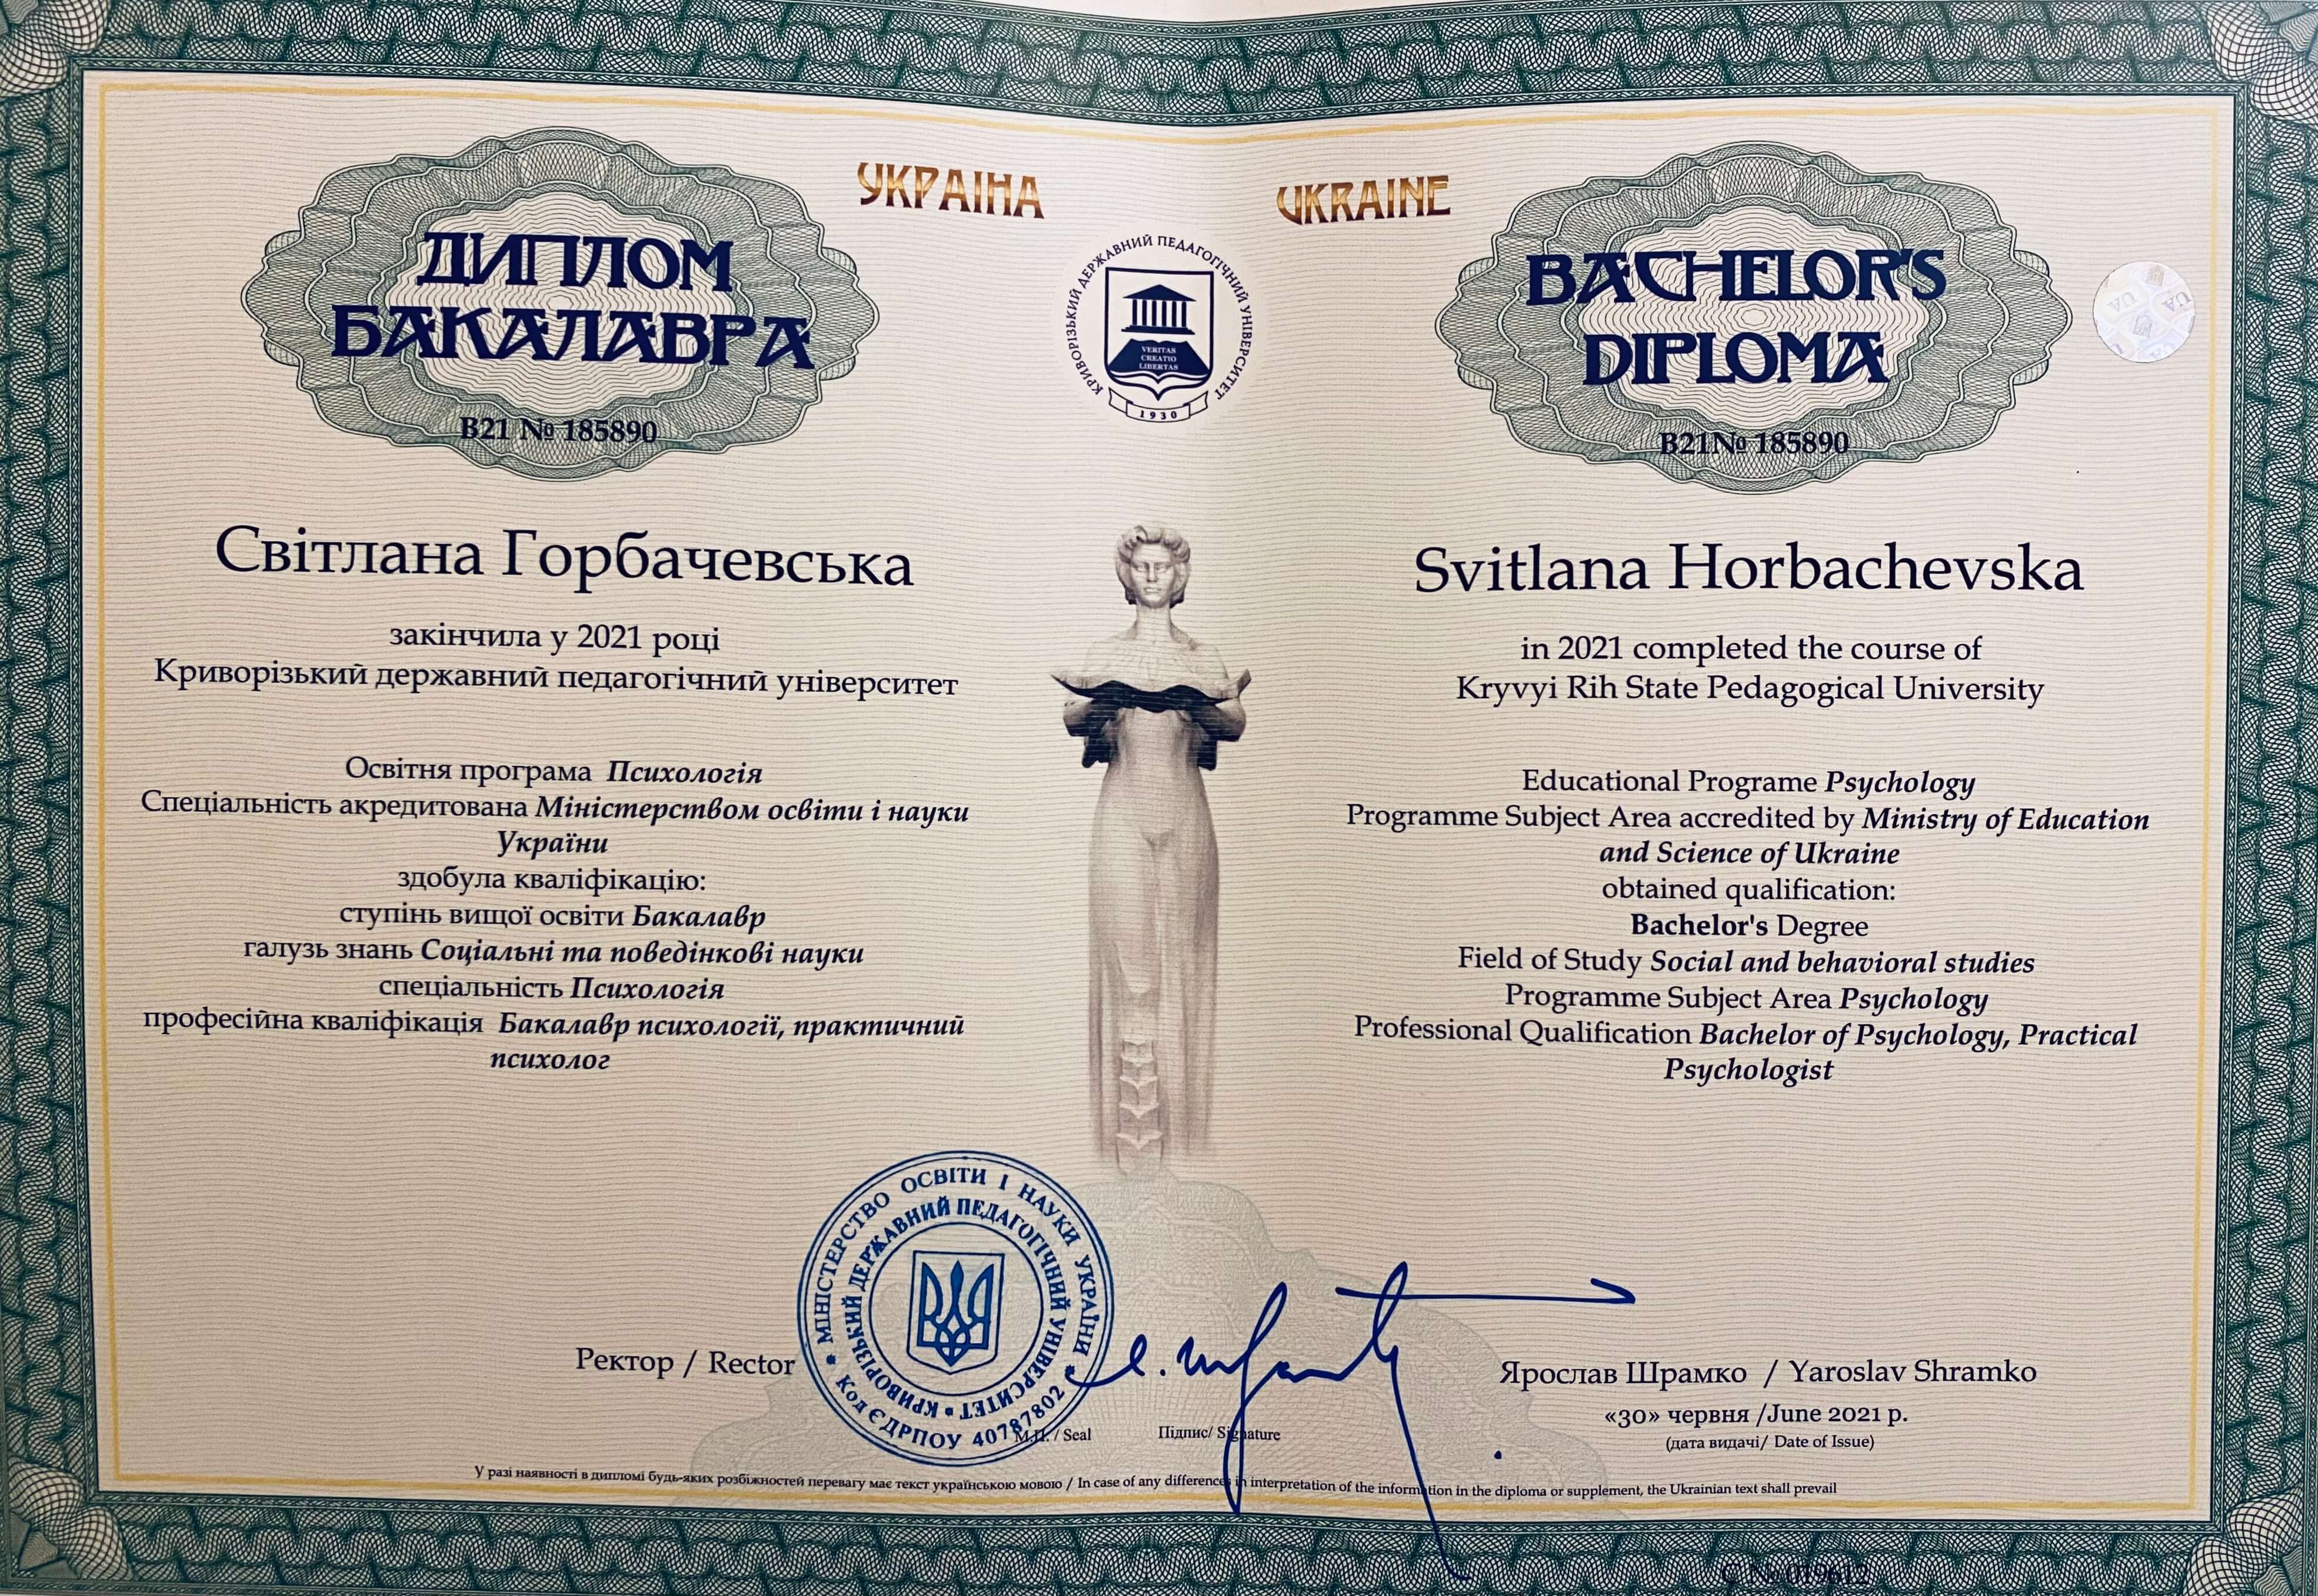 УКРАЇНА
ДИПЛОМ
БАКАЛАВРА
В21 № 185890
Світлана Горбачевська
закінчила у 2021 році
Криворізький державний педагогічний університет
Освітня програма Психологія
Спеціальність акредитована Міністерством освіти і науки
України
здобула кваліфікацію:
ступінь вищої освіти Бакалавр
галузь знань Соціальні та поведінкові науки
спеціальність Психологія
професійна кваліфікація Бакалавр психології, практичний
психолог
КРИВОРІЗЬКИЙ ДЕРЖАВНИЙ ПЕДАГОГІЧНИЙ УНІВЕРСИТЕТ
VERITAS
CREATIO
LIBERTAS
1930
UKRAINE
BACHELOR'S
DIPLOMA
B21№ 185890
UA UA UA
Svitlana Horbachevska
in 2021 completed the course of
Kryvyi Rih State Pedagogical University
Educational Programe Psychology
Programme Subject Area accredited by Ministry of Education
and Science of Ukraine
obtained qualification:
Bachelor's Degree
Field of Study Social and behavioral studies
Programme Subject Area Psychology
Professional Qualification Bachelor of Psychology, Practical
Psychologist
Ректор / Rector
МІНІСТЕРСТВО ОСВІТИ І НАУКИ УКРАЇНИ
Код ЄДРПОУ 40787802
КРИВОРІЗЬКИЙ ДЕРЖАВНИЙ ПЕДАГОГІЧНИЙ УНІВЕРСИТЕТ
М.П. / Seal
Підпис/ Signature
Ярослав Шрамко / Yaroslav Shramko
«30» червня /June 2021 р.
(дата видачі/ Date of Issue)
У разі наявності в дипломі будь-яких розбіжностей перевагу має текст українською мовою / In case of any differences in interpretation of the information in the diploma or supplement, the Ukrainian text shall prevail
С № 019612